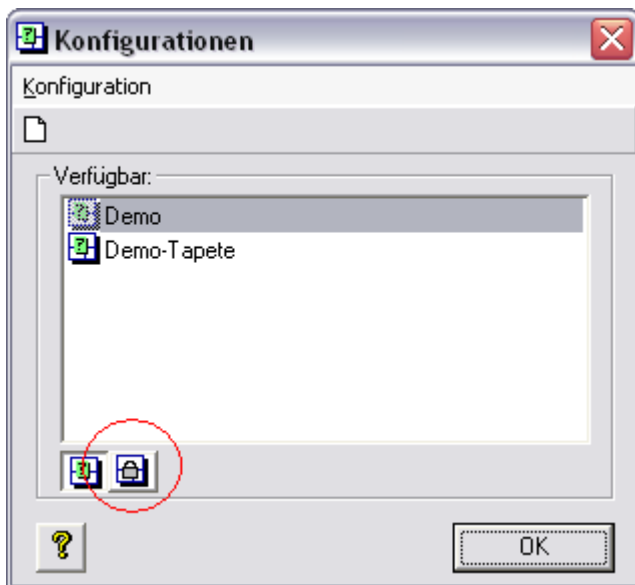 Konfigurationen
Konfiguration
Verfügbar:
Demo
Demo-Tapete
OK